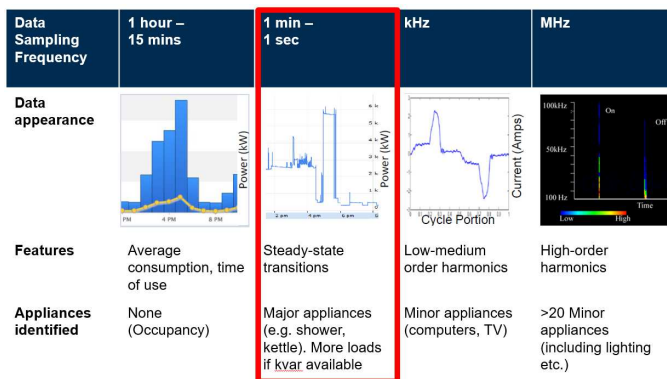 Data Sampling Frequency
1 hour – 15 mins
1 min – 1 sec
kHz
MHz
Data appearance
Power (kW)
PM 4 PM 8 PM
Power (kW)
6 k
2 pm 4 pm 6 pm
Current (Amps)
Cycle Portion
100kHz
50kHz
100 Hz
On
Off
Time
Low High
Features
Average consumption, time of use
Steady-state transitions
Low-medium order harmonics
High-order harmonics
Appliances identified
None (Occupancy)
Major appliances (e.g. shower, kettle). More loads if kvar available
Minor appliances (computers, TV)
>20 Minor appliances (including lighting etc.)